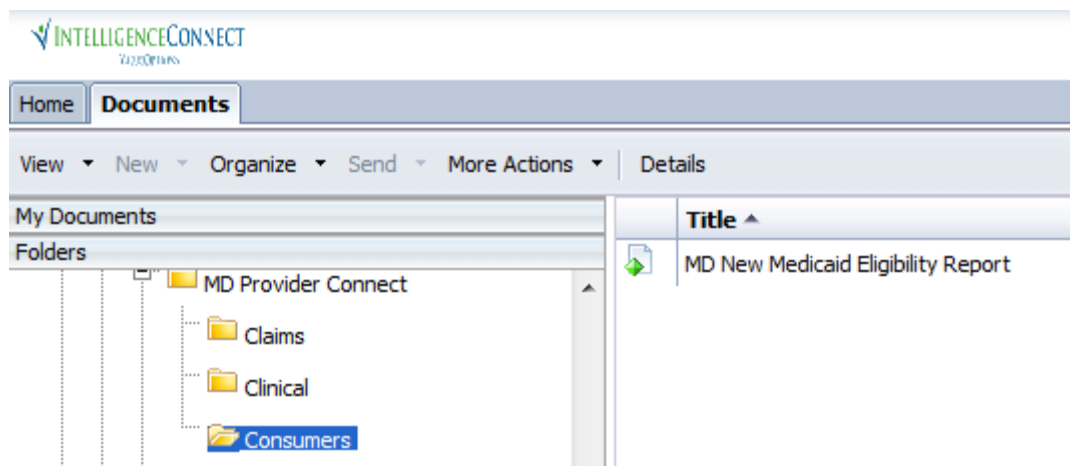 INTELLIGENCECONNECT
Home Documents
View New Organize Send More Actions Details
My Documents
Folders
MD Provider Connect
Claims
Clinical
Consumers
Title
MD New Medicaid Eligibility Report